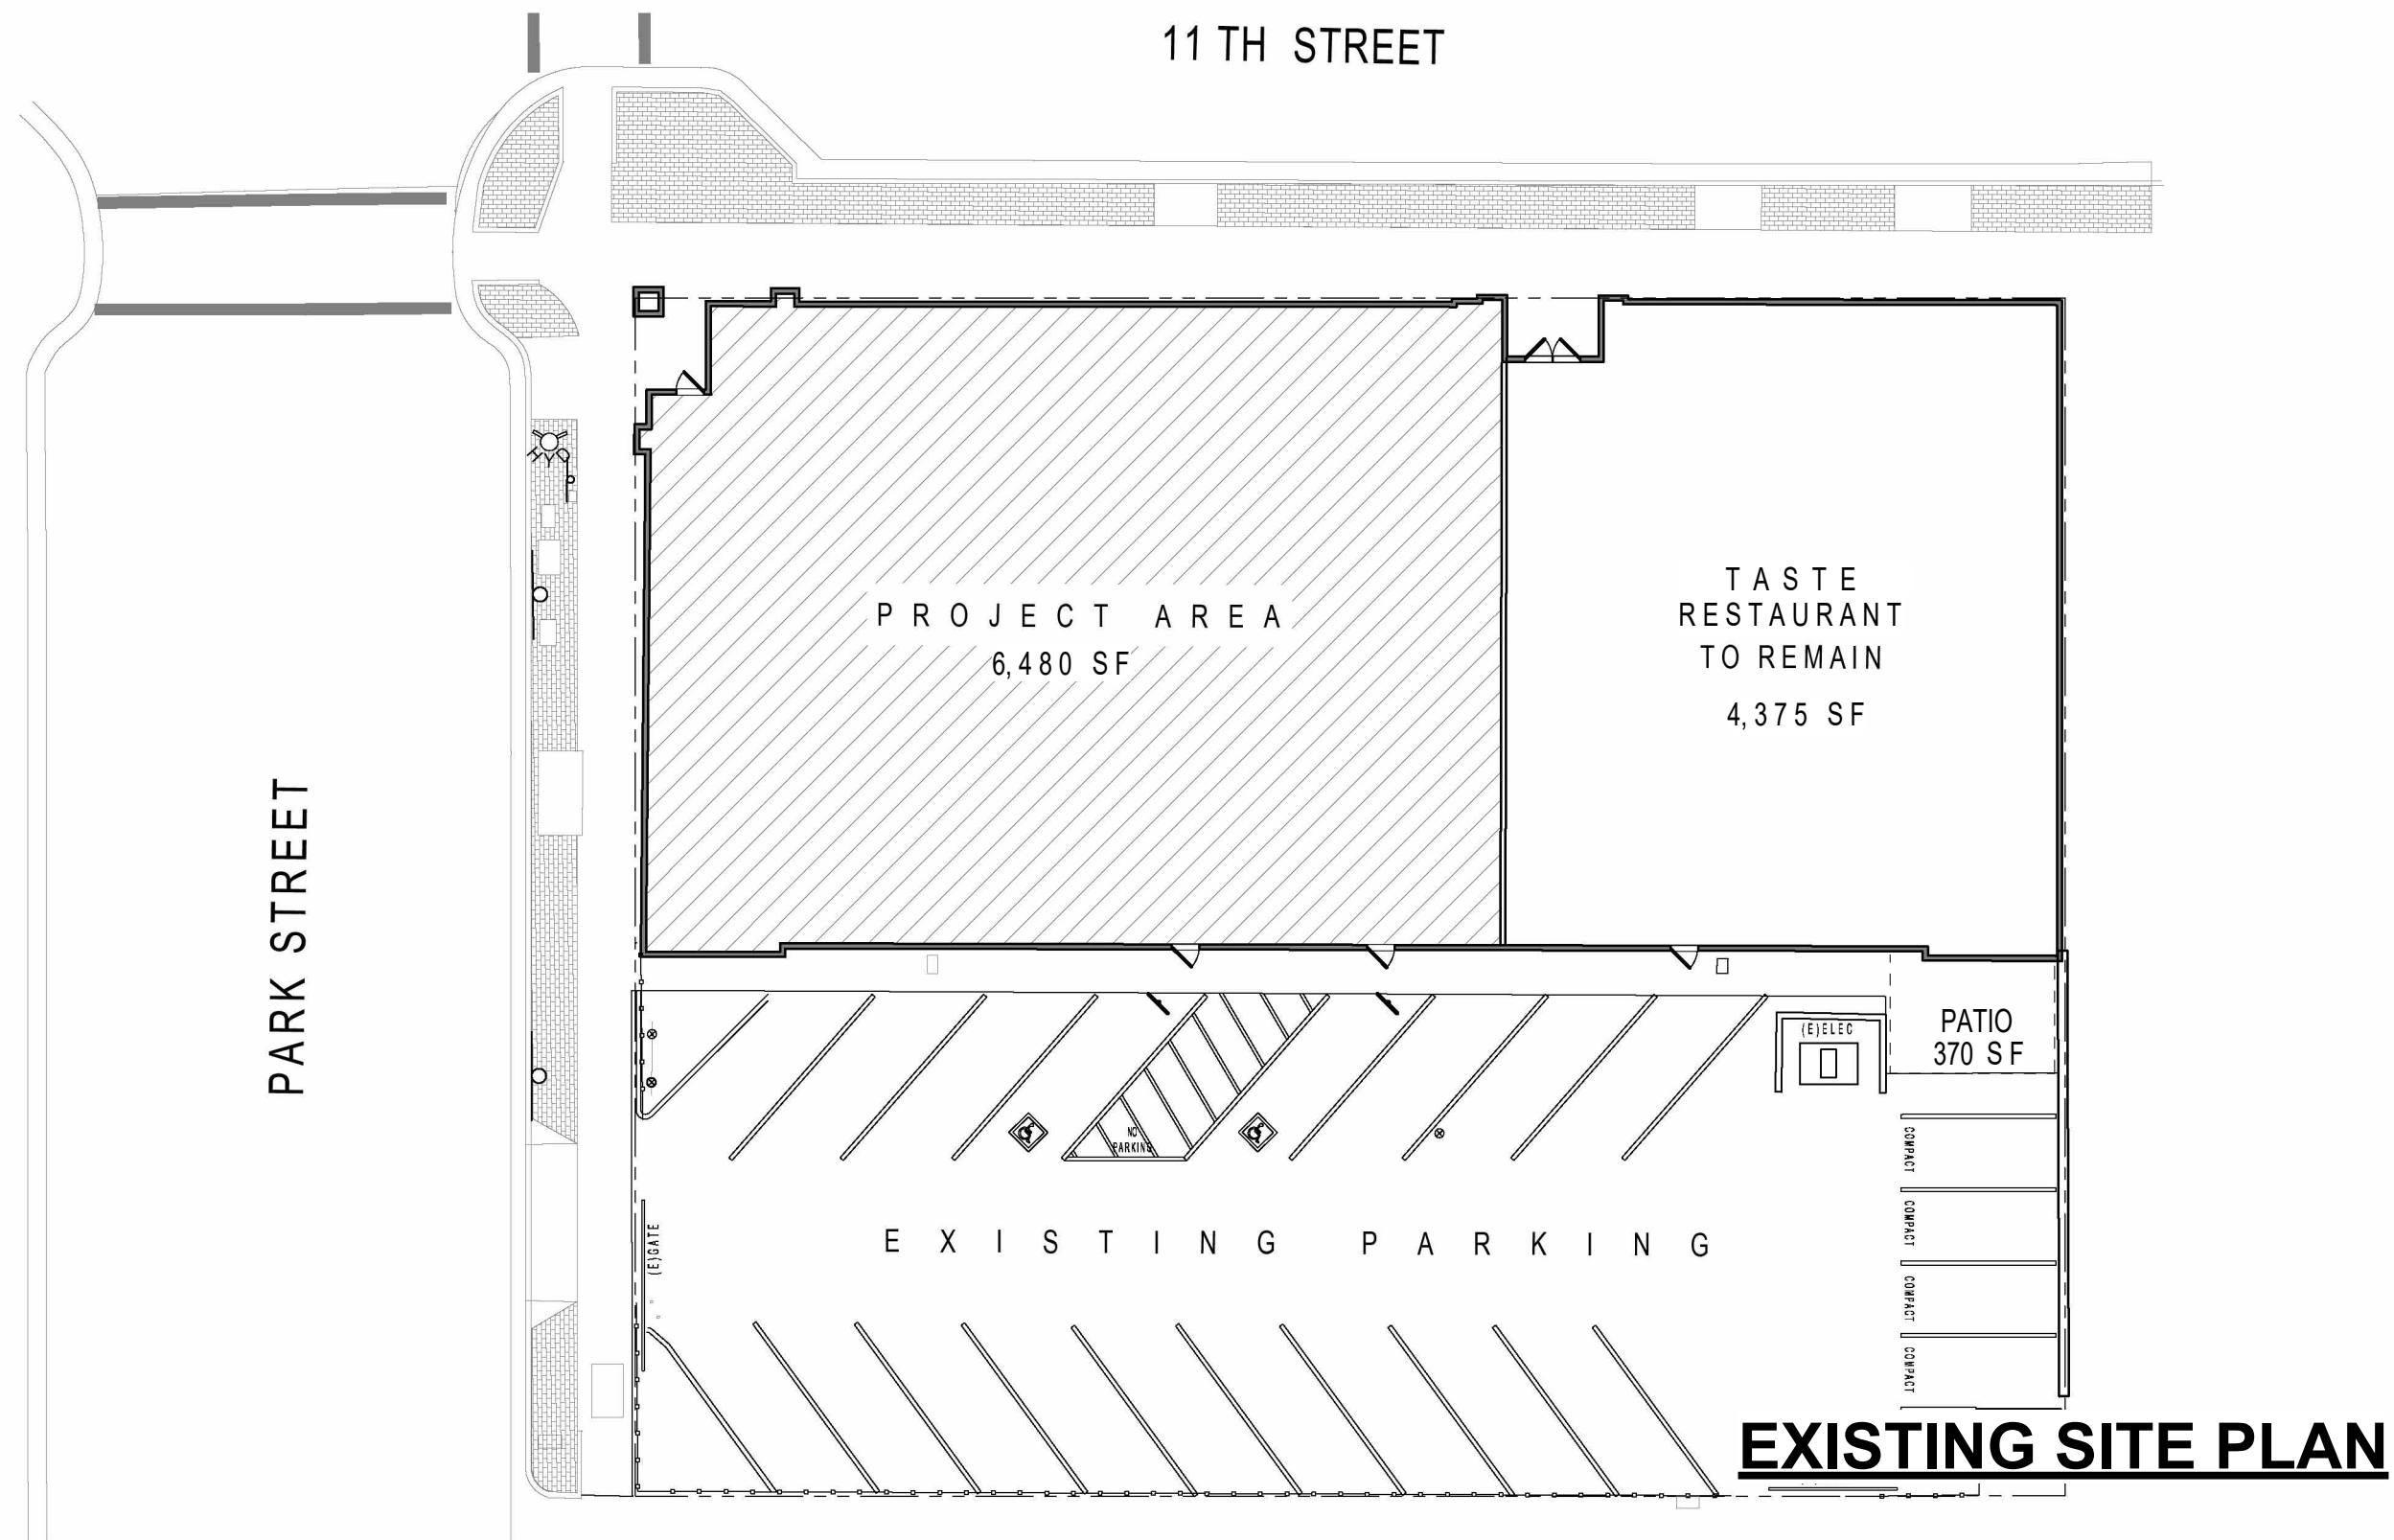 11 TH STREET
HYD
PROJECT AREA
6,480 SF
TASTE
RESTAURANT
TO REMAIN
4,375 SF
PARK STREET
(E)ELEC
PATIO
370 SF
NO
PARKING
COMPACT
COMPACT
COMPACT
COMPACT
(E)GATE
EXISTING PARKING
EXISTING SITE PLAN